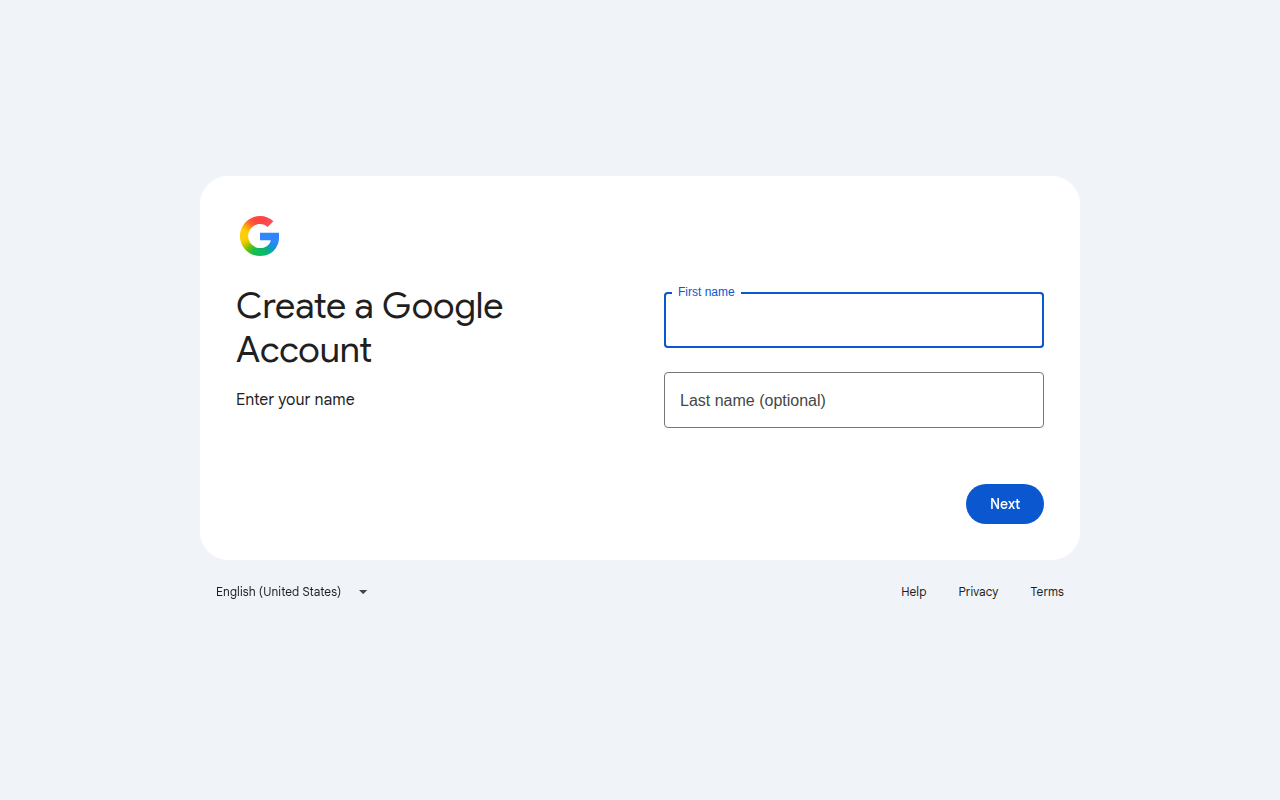 Create a Google
Account
Enter your name
First name
Last name (optional)
Next
English (United States)
Help
Privacy
Terms